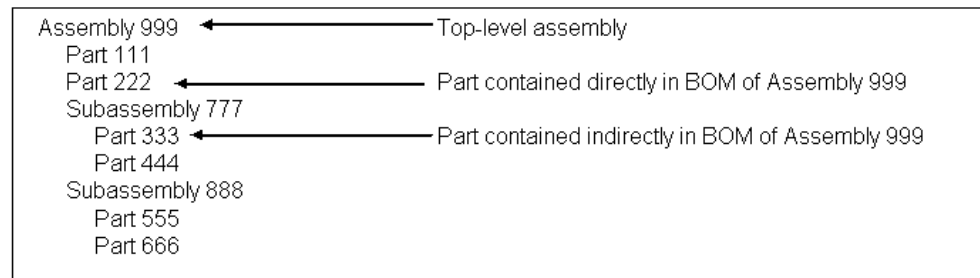 Assembly 999 Top-level assembly
Part 111
Part 222 Part contained directly in BOM of Assembly 999
Subassembly 777
Part 333 Part contained indirectly in BOM of Assembly 999
Part 444
Subassembly 888
Part 555
Part 666